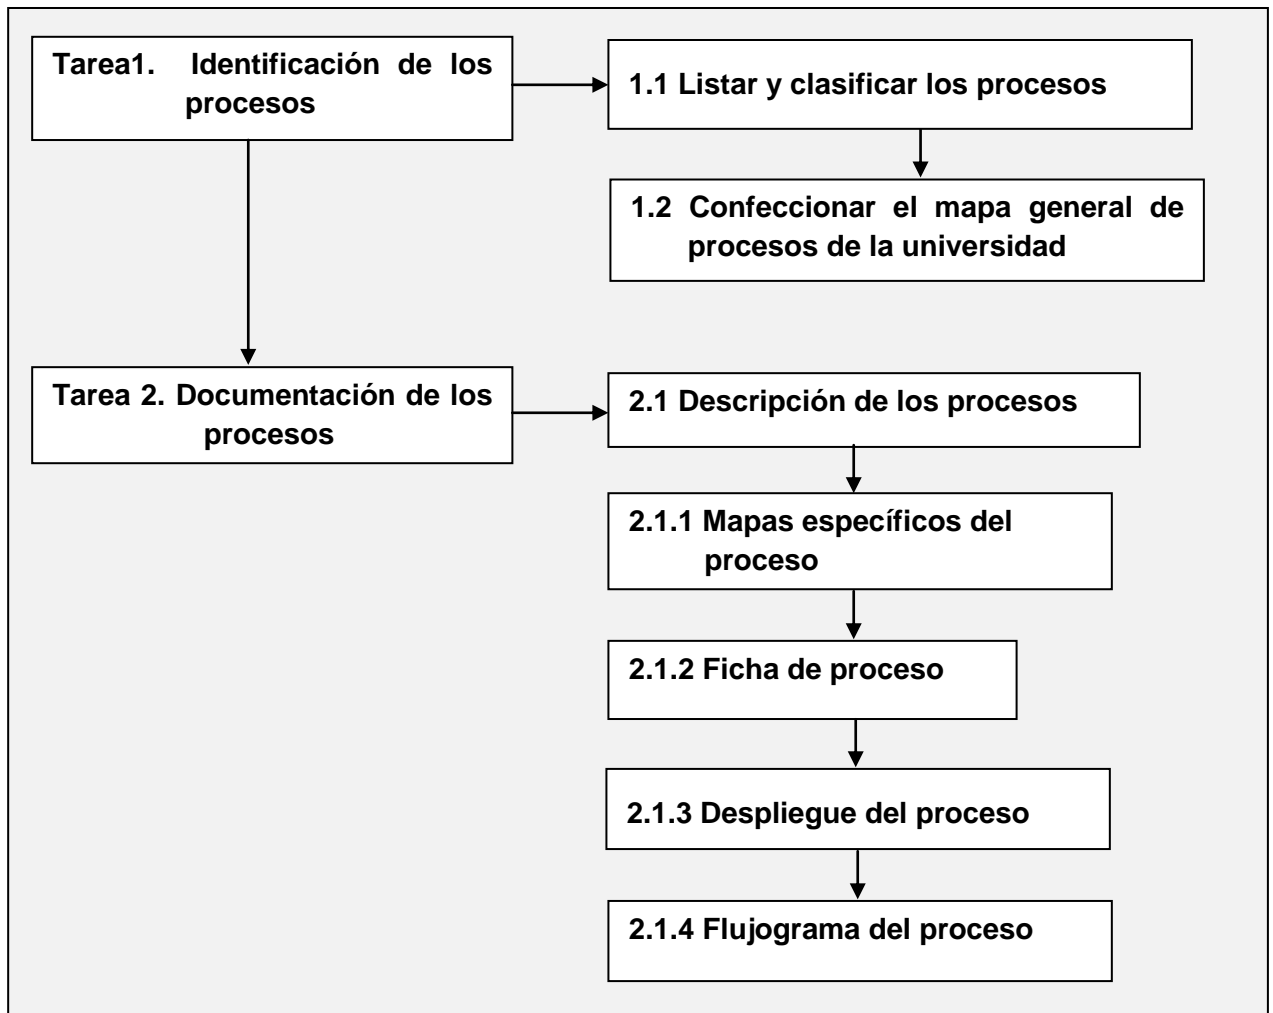 Tarea1. Identificación de los
procesos
1.1 Listar y clasificar los procesos
1.2 Confeccionar el mapa general de
procesos de la universidad
Tarea 2. Documentación de los
procesos
2.1 Descripción de los procesos
2.1.1 Mapas específicos del
proceso
2.1.2 Ficha de proceso
2.1.3 Despliegue del proceso
2.1.4 Flujograma del proceso